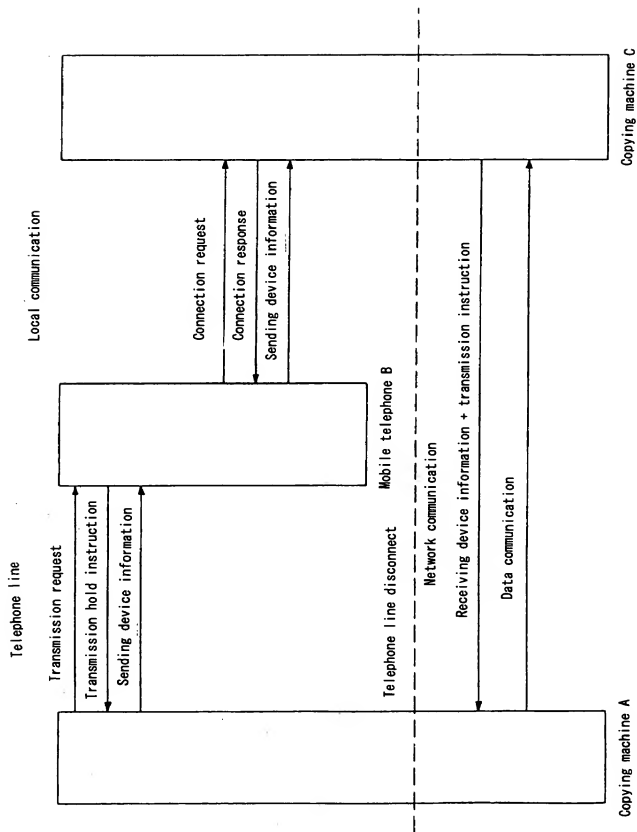 Telephone line
Local communication
Transmission request
Transmission hold instruction
Sending device information
Connection request
Connection response
Sending device information
Mobile telephone B
Telephone line disconnect
Network communication
Receiving device information + transmission instruction
Data communication
Copying machine A
Copying machine C